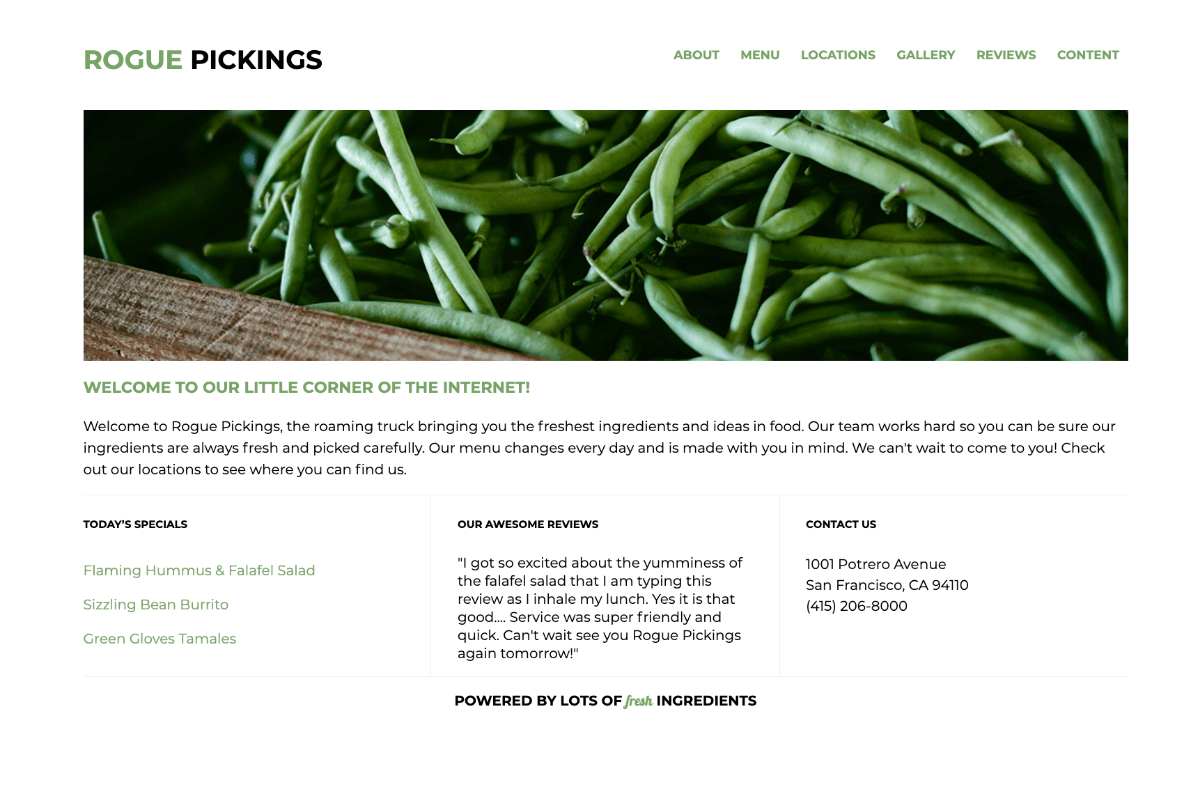 ROGUE PICKINGS
ABOUT MENU LOCATIONS GALLERY REVIEWS CONTENT
WELCOME TO OUR LITTLE CORNER OF THE INTERNET!
Welcome to Rogue Pickings, the roaming truck bringing you the freshest ingredients and ideas in food. Our team works hard so you can be sure our
ingredients are always fresh and picked carefully. Our menu changes every day and is made with you in mind. We can't wait to come to you! Check
out our locations to see where you can find us.
TODAY’S SPECIALS
Flaming Hummus & Falafel Salad
Sizzling Bean Burrito
Green Gloves Tamales
OUR AWESOME REVIEWS
"I got so excited about the yumminess of
the falafel salad that I am typing this
review as I inhale my lunch. Yes it is that
good.... Service was super friendly and
quick. Can't wait see you Rogue Pickings
again tomorrow!"
CONTACT US
1001 Potrero Avenue
San Francisco, CA 94110
(415) 206-8000
POWERED BY LOTS OF fresh INGREDIENTS